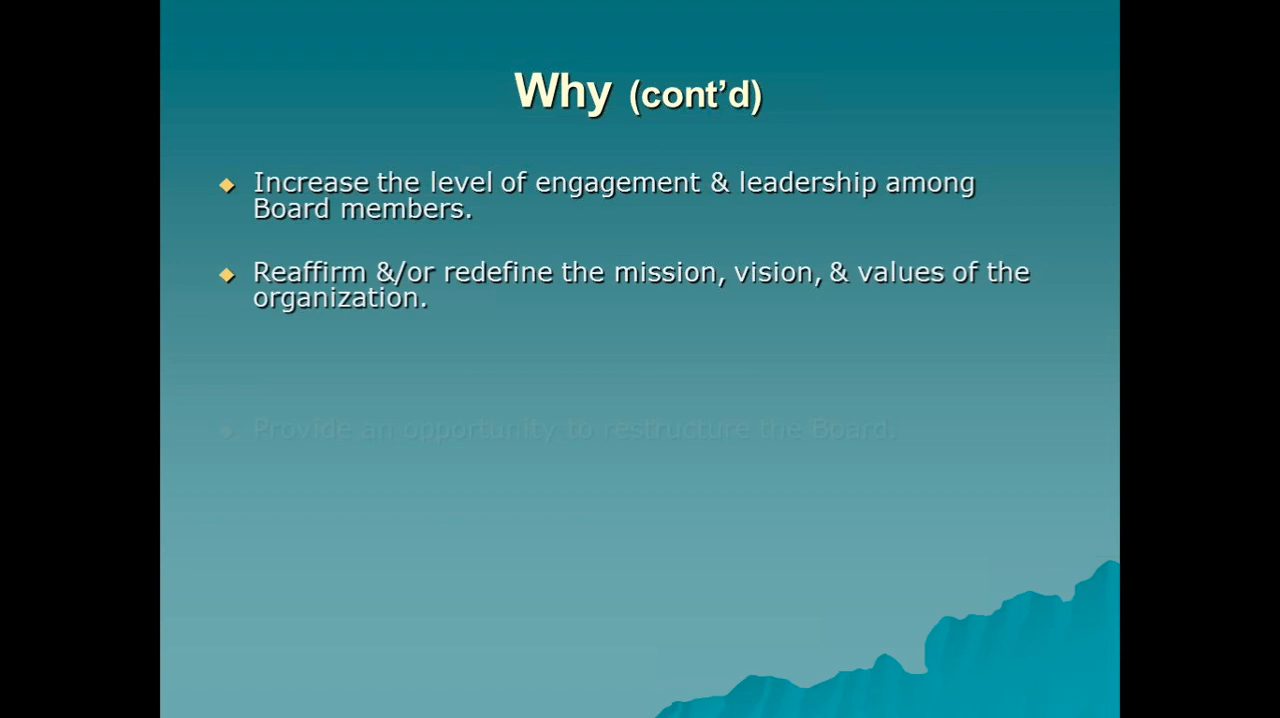 Why (cont’d)
Increase the level of engagement & leadership among
Board members.
Reaffirm &/or redefine the mission, vision, & values of the
organization.
Provide an opportunity to restructure the Board.